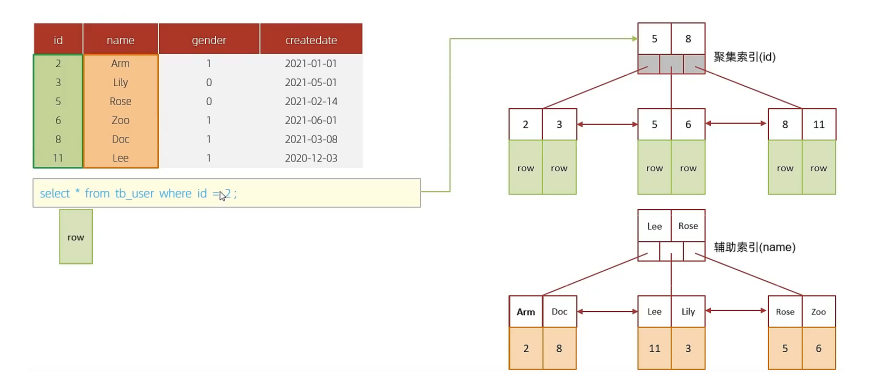 id name gender createdate
2 Arm 1 2021-01-01
3 Lily 0 2021-05-01
5 Rose 0 2021-02-14
6 Zoo 1 2021-06-01
8 Doc 1 2021-03-08
11 Lee 1 2020-12-03
select * from tb_user where id = 2 ;
row
5 8
聚集索引(id)
2 3 5 6 8 11
row row row row row row
Lee Rose
辅助索引(name)
Arm Doc Lee Lily Rose Zoo
2 8 11 3 5 6